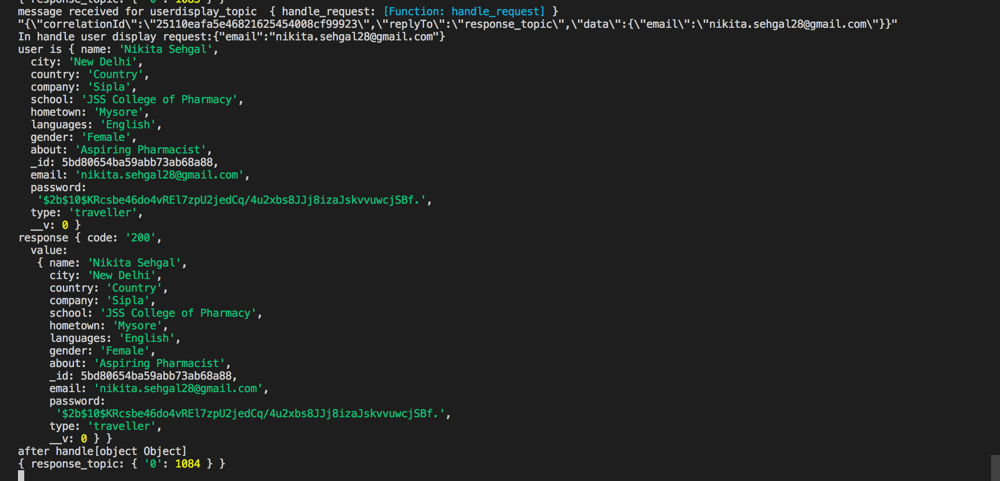 { response_topic: { '0': 1083 } }
message received for userdisplay_topic  { handle_request: [Function: handle_request] }
"{\"correlationId\":\"25110eafa5e46821625454008cf99923\",\"replyTo\":\"response_topic\",\"data\":{\"email\":\"nikita.sehgal28@gmail.com\"}}"
In handle user display request:{"email":"nikita.sehgal28@gmail.com"}
user is { name: 'Nikita Sehgal',
  city: 'New Delhi',
  country: 'Country',
  company: 'Sipla',
  school: 'JSS College of Pharmacy',
  hometown: 'Mysore',
  languages: 'English',
  gender: 'Female',
  about: 'Aspiring Pharmacist',
  _id: 5bd80654ba59abb73ab68a88,
  email: 'nikita.sehgal28@gmail.com',
  password:
   '$2b$10$KRcsbe46do4vREl7zpU2jedCq/4u2xbs8JJj8izaJskvvuwcjSBf.',
  type: 'traveller',
  __v: 0 }
response { code: '200',
  value:
   { name: 'Nikita Sehgal',
     city: 'New Delhi',
     country: 'Country',
     company: 'Sipla',
     school: 'JSS College of Pharmacy',
     hometown: 'Mysore',
     languages: 'English',
     gender: 'Female',
     about: 'Aspiring Pharmacist',
     _id: 5bd80654ba59abb73ab68a88,
     email: 'nikita.sehgal28@gmail.com',
     password:
      '$2b$10$KRcsbe46do4vREl7zpU2jedCq/4u2xbs8JJj8izaJskvvuwcjSBf.',
     type: 'traveller',
     __v: 0 } }
after handle[object Object]
{ response_topic: { '0': 1084 } }